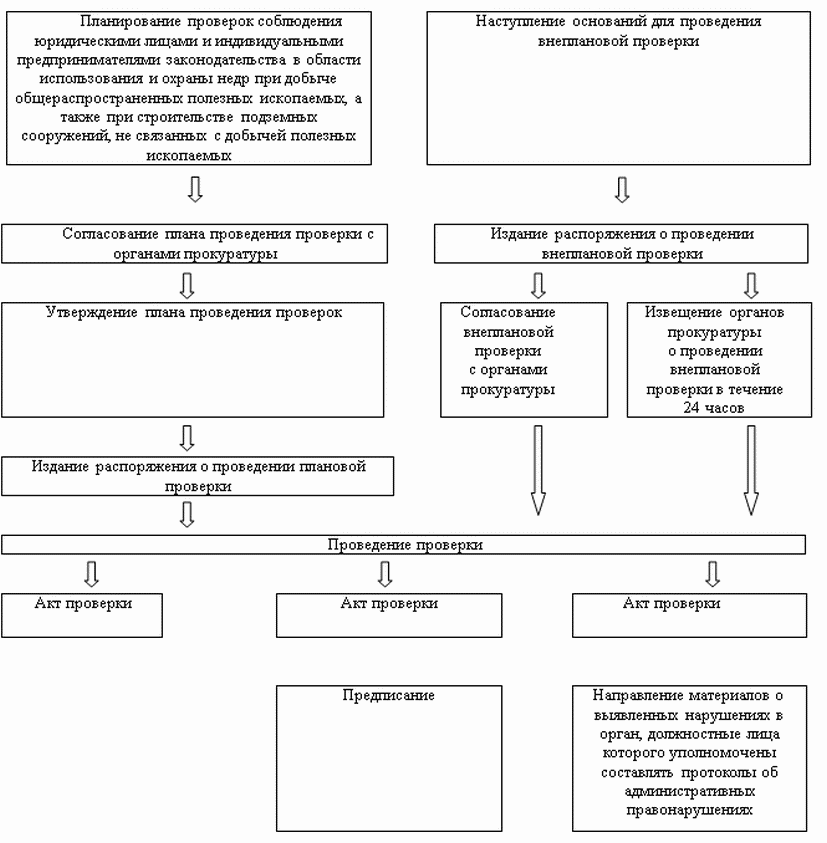 Планирование проверок соблюдения
юридическими лицами и индивидуальными
предпринимателями законодательства в области
использования и охраны недр при добыче
общераспространенных полезных ископаемых, а
также при строительстве подземных
сооружений, не связанных с добычей полезных
ископаемых
Наступление оснований для проведения
внеплановой проверки
Согласование плана проведения проверки с
органами прокуратуры
Издание распоряжения о проведении
внеплановой проверки
Утверждение плана проведения проверок
Согласование
внеплановой
проверки
с органами
прокуратуры
Извещение органов
прокуратуры
о проведении
внеплановой
проверки в течение
24 часов
Издание распоряжения о проведении плановой
проверки
Проведение проверки
Акт проверки
Акт проверки
Акт проверки
Предписание
Направление материалов о
выявленных нарушениях в
орган, должностные лица
которого уполномочены
составлять протоколы об
административных
правонарушениях